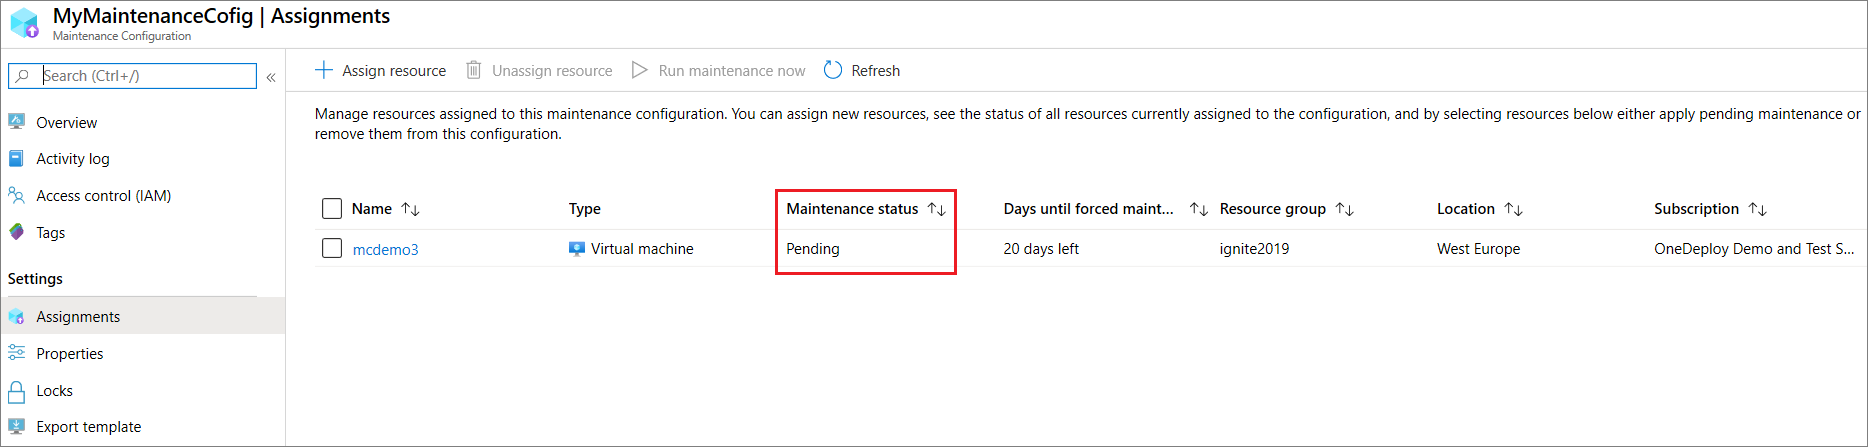 MyMaintenanceCofig | Assignments
Maintenance Configuration
Search (Ctrl+/)
«
Overview
Activity log
Access control (IAM)
Tags
Settings
Assignments
Properties
Locks
Export template
Assign resource Unassign resource Run maintenance now Refresh
Manage resources assigned to this maintenance configuration. You can assign new resources, see the status of all resources currently assigned to the configuration, and by selecting resources below either apply pending maintenance or
remove them from this configuration.
Name Type Maintenance status Days until forced maint... Resource group Location Subscription
mcdemo3 Virtual machine Pending 20 days left ignite2019 West Europe OneDeploy Demo and Test S...